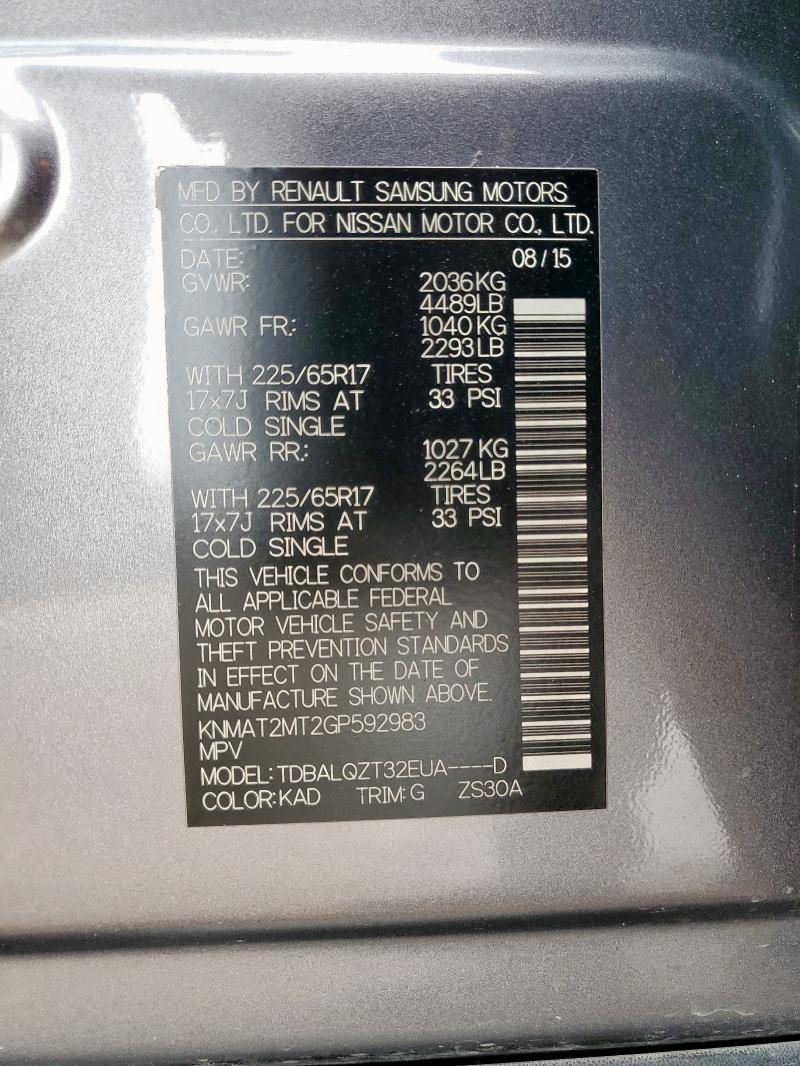 MFD BY RENAULT SAMSUNG MOTORS
CO., LTD. FOR NISSAN MOTOR CO., LTD.
DATE: 08/15
GVWR: 2036KG
4489LB
GAWR FR.: 1040KG
2293LB
WITH 225/65R17 TIRES
17x7J RIMS AT 33 PSI
COLD SINGLE
GAWR RR.: 1027KG
2264LB
WITH 225/65R17 TIRES
17x7J RIMS AT 33 PSI
COLD SINGLE
THIS VEHICLE CONFORMS TO
ALL APPLICABLE FEDERAL
MOTOR VEHICLE SAFETY AND
THEFT PREVENTION STANDARDS
IN EFFECT ON THE DATE OF
MANUFACTURE SHOWN ABOVE.
KNMAT2MT2GP592983
MPV
MODEL:TDBALQZT32EUA----D
COLOR:KAD TRIM:G ZS30A